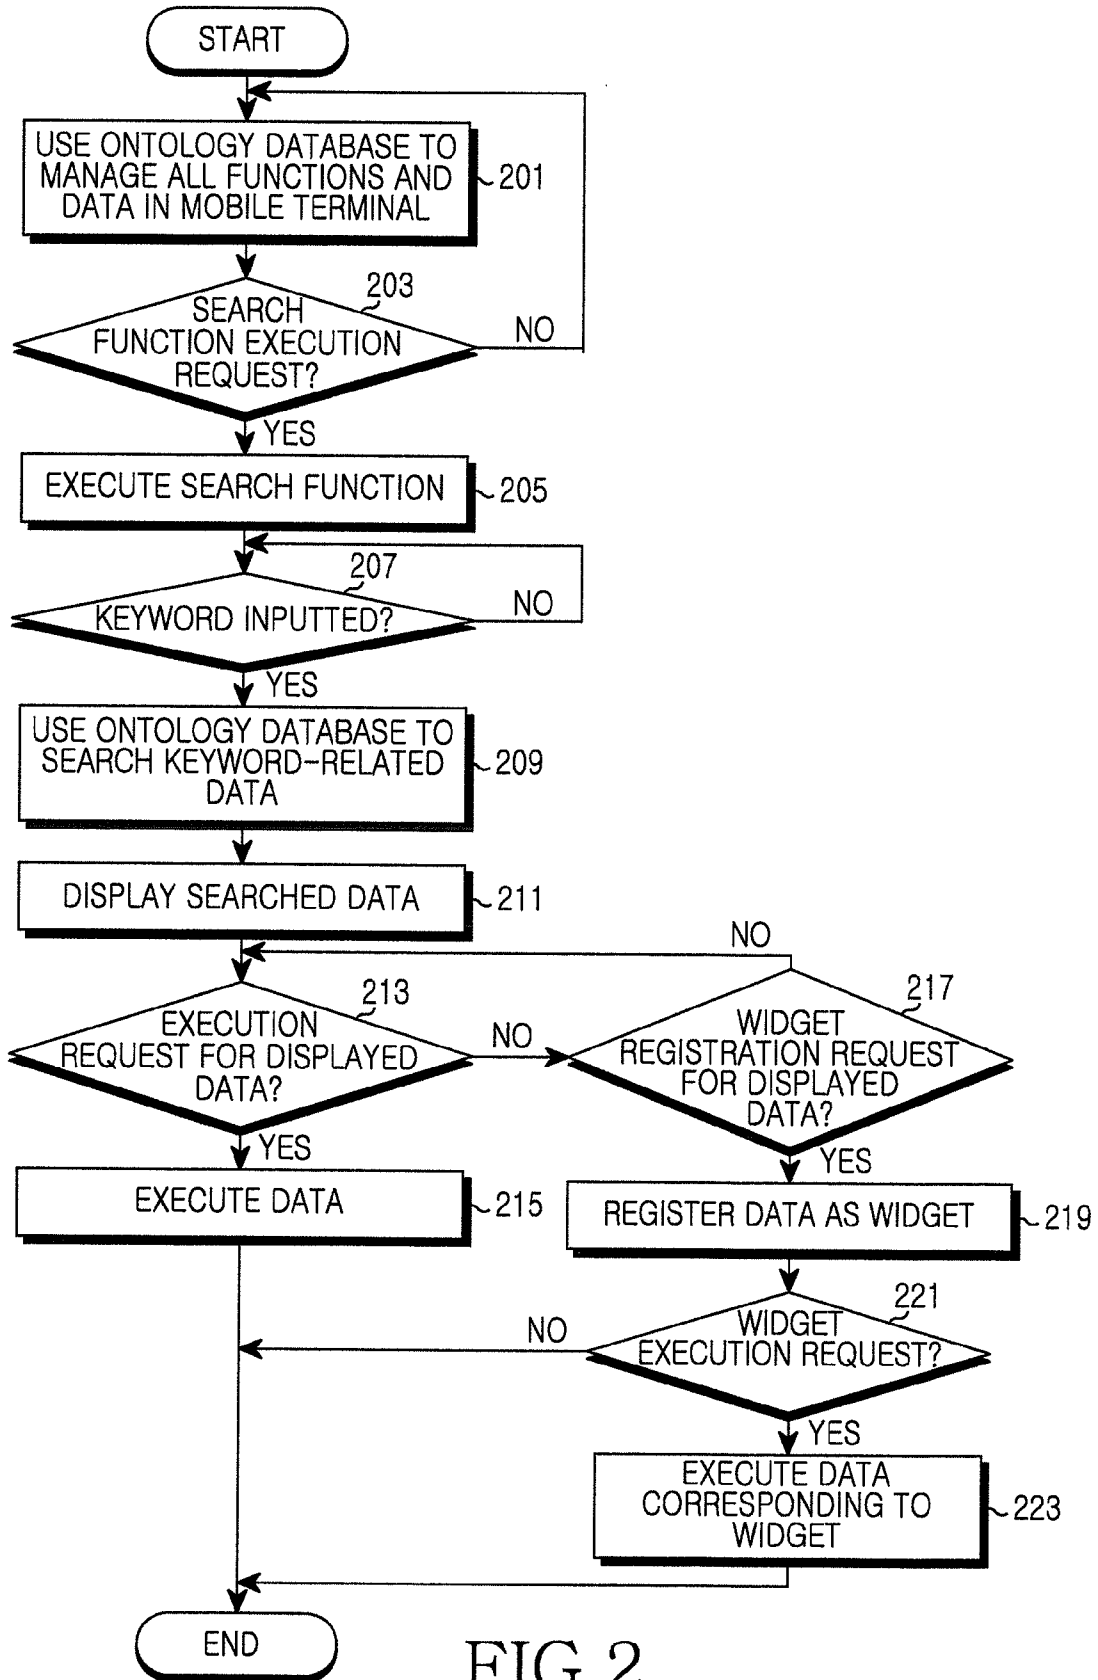 START
USE ONTOLOGY DATABASE TO
MANAGE ALL FUNCTIONS AND
DATA IN MOBILE TERMINAL
201
203
SEARCH
FUNCTION EXECUTION
REQUEST?
NO
YES
EXECUTE SEARCH FUNCTION
205
207
KEYWORD INPUTTED?
NO
YES
USE ONTOLOGY DATABASE TO
SEARCH KEYWORD-RELATED
DATA
209
DISPLAY SEARCHED DATA
211
NO
213
EXECUTION
REQUEST FOR DISPLAYED
DATA?
NO
217
WIDGET
REGISTRATION REQUEST
FOR DISPLAYED
DATA?
YES
YES
EXECUTE DATA
215
REGISTER DATA AS WIDGET
219
221
WIDGET
EXECUTION REQUEST?
NO
YES
EXECUTE DATA
CORRESPONDING TO
WIDGET
223
END
FIG.2